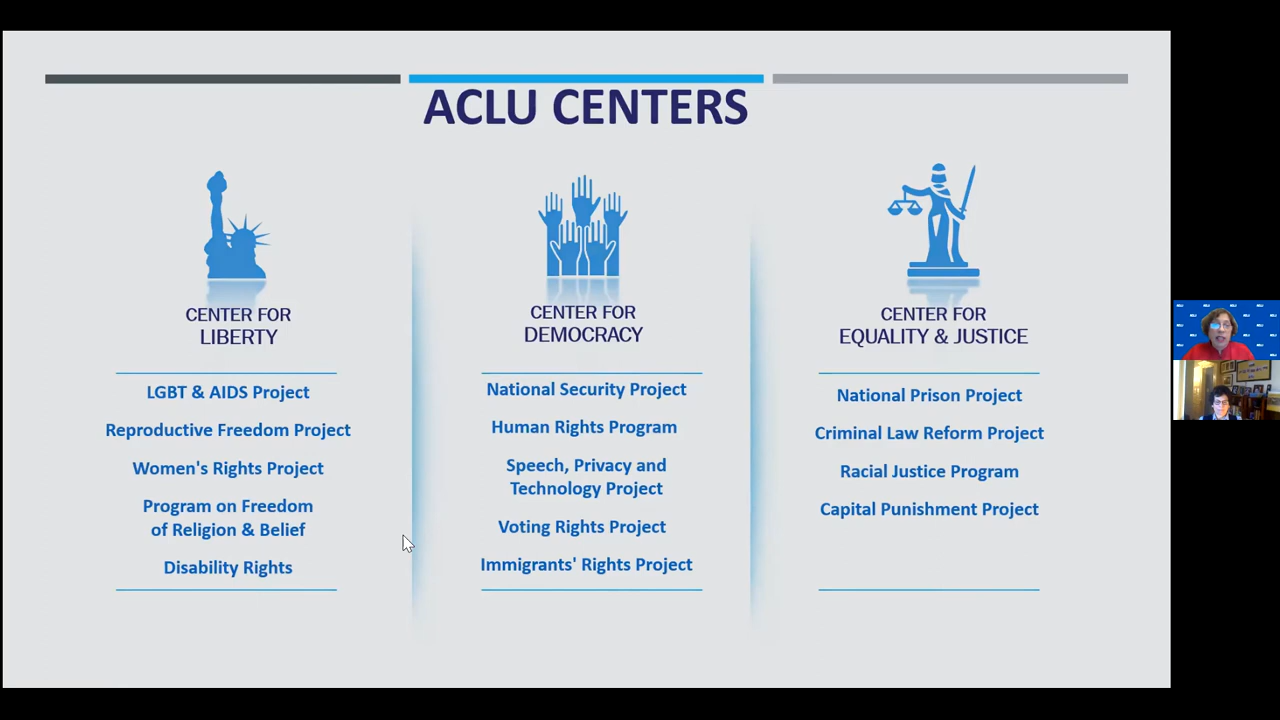 ACLU CENTERS
CENTER FOR
LIBERTY
LGBT & AIDS Project
Reproductive Freedom Project
Women's Rights Project
Program on Freedom
of Religion & Belief
Disability Rights
CENTER FOR
DEMOCRACY
National Security Project
Human Rights Program
Speech, Privacy and
Technology Project
Voting Rights Project
Immigrants' Rights Project
CENTER FOR
EQUALITY & JUSTICE
National Prison Project
Criminal Law Reform Project
Racial Justice Program
Capital Punishment Project